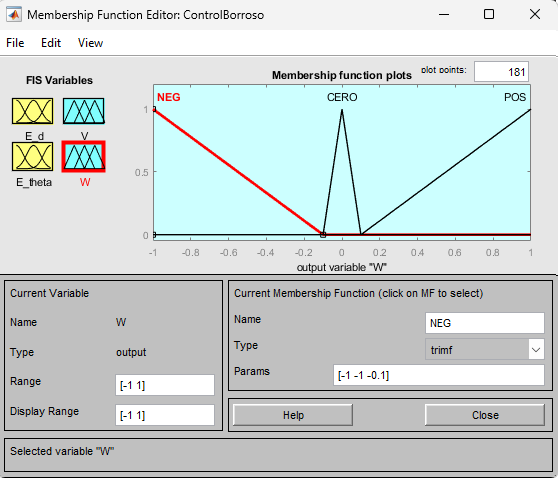 Membership Function Editor: ControlBorroso
File Edit View
FIS Variables
E_d
V
E_theta
W
Membership function plots
plot points:
181
NEG
CERO
POS
1
0.5
0
-1 -0.8 -0.6 -0.4 -0.2 0 0.2 0.4 0.6 0.8 1
output variable "W"
Current Variable
Name W
Type output
Range [-1 1]
Display Range [-1 1]
Current Membership Function (click on MF to select)
Name NEG
Type trimf
Params [-1 -1 -0.1]
Help Close
Selected variable "W"